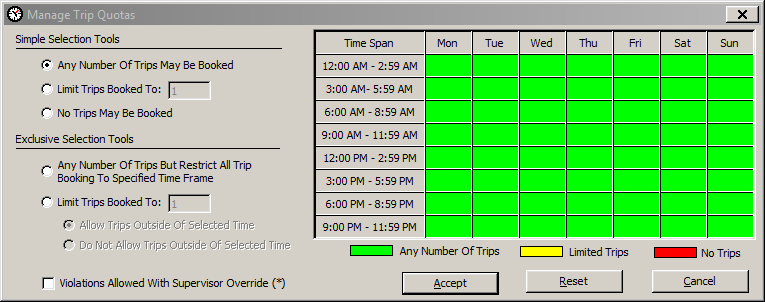 Manage Trip Quotas
Simple Selection Tools
Any Number Of Trips May Be Booked
Limit Trips Booked To: 1
No Trips May Be Booked
Exclusive Selection Tools
Any Number Of Trips But Restrict All Trip
Booking To Specified Time Frame
Limit Trips Booked To: 1
Allow Trips Outside Of Selected Time
Do Not Allow Trips Outside Of Selected Time
Violations Allowed With Supervisor Override (*)
Time Span Mon Tue Wed Thu Fri Sat Sun
12:00 AM - 2:59 AM
3:00 AM- 5:59 AM
6:00 AM - 8:59 AM
9:00 AM - 11:59 AM
12:00 PM - 2:59 PM
3:00 PM - 5:59 PM
6:00 PM - 8:59 PM
9:00 PM - 11:59 PM
Any Number Of Trips Limited Trips No Trips
Accept Reset Cancel